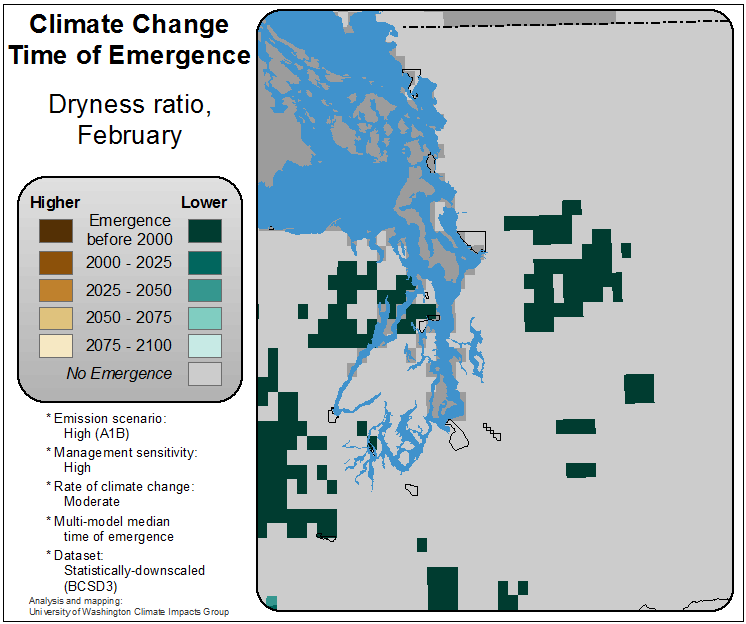 Climate Change
Time of Emergence
Dryness ratio,
February
Higher
Lower
Emergence
before 2000
2000 - 2025
2025 - 2050
2050 - 2075
2075 - 2100
No Emergence
* Emission scenario:
High (A1B)
* Management sensitivity:
High
* Rate of climate change:
Moderate
* Multi-model median
time of emergence
* Dataset:
Statistically-downscaled
(BCSD3)
Analysis and mapping:
University of Washington Climate Impacts Group